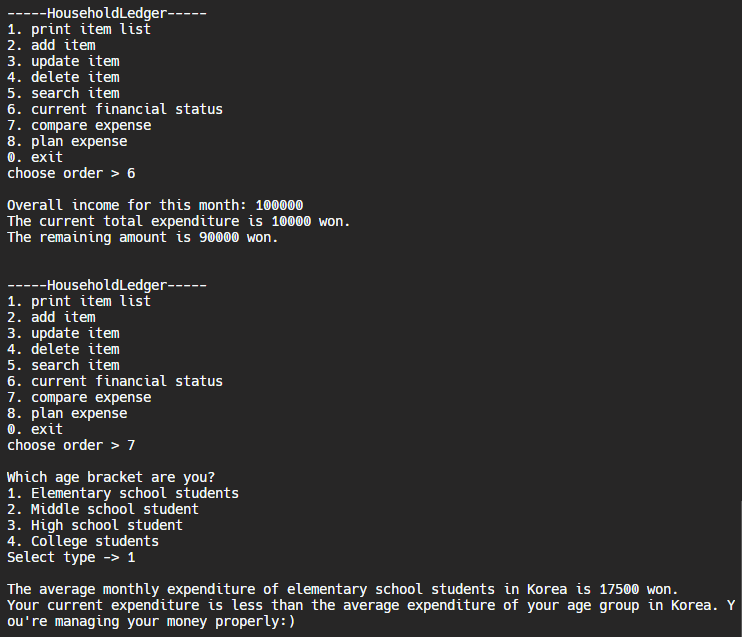 -----HouseholdLedger-----
1. print item list
2. add item
3. update item
4. delete item
5. search item
6. current financial status
7. compare expense
8. plan expense
0. exit
choose order > 6

Overall income for this month: 100000
The current total expenditure is 10000 won.
The remaining amount is 90000 won.


-----HouseholdLedger-----
1. print item list
2. add item
3. update item
4. delete item
5. search item
6. current financial status
7. compare expense
8. plan expense
0. exit
choose order > 7

Which age bracket are you?
1. Elementary school students
2. Middle school student
3. High school student
4. College students
Select type -> 1

The average monthly expenditure of elementary school students in Korea is 17500 won.
Your current expenditure is less than the average expenditure of your age group in Korea. Y
ou're managing your money properly:)